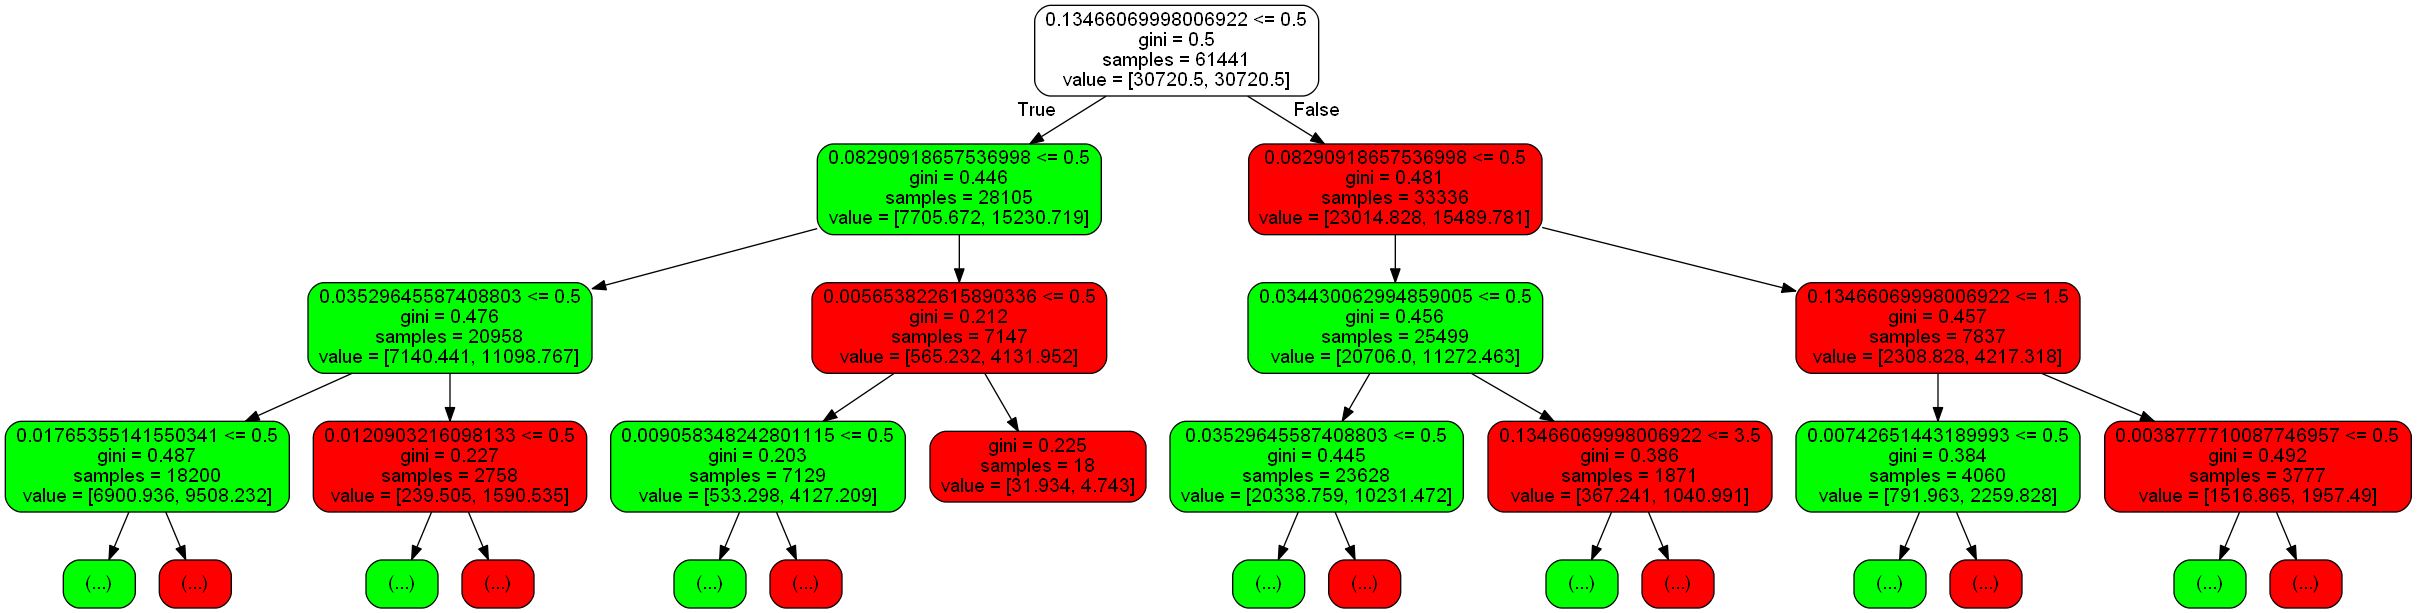 0.13466069998006922 <= 0.5
gini = 0.5
samples = 61441
value = [30720.5, 30720.5]
True
False
0.08290918657536998 <= 0.5
gini = 0.446
samples = 28105
value = [7705.672, 15230.719]
0.08290918657536998 <= 0.5
gini = 0.481
samples = 33336
value = [23014.828, 15489.781]
0.03529645587408803 <= 0.5
gini = 0.476
samples = 20958
value = [7140.441, 11098.767]
0.005653822615890336 <= 0.5
gini = 0.212
samples = 7147
value = [565.232, 4131.952]
0.034430062994859005 <= 0.5
gini = 0.456
samples = 25499
value = [20706.0, 11272.463]
0.13466069998006922 <= 1.5
gini = 0.457
samples = 7837
value = [2308.828, 4217.318]
0.01765355141550341 <= 0.5
gini = 0.487
samples = 18200
value = [6900.936, 9508.232]
0.0120903216098133 <= 0.5
gini = 0.227
samples = 2758
value = [239.505, 1590.535]
0.009058348242801115 <= 0.5
gini = 0.203
samples = 7129
value = [533.298, 4127.209]
gini = 0.225
samples = 18
value = [31.934, 4.743]
0.03529645587408803 <= 0.5
gini = 0.445
samples = 23628
value = [20338.759, 10231.472]
0.13466069998006922 <= 3.5
gini = 0.386
samples = 1871
value = [367.241, 1040.991]
0.00742651443189993 <= 0.5
gini = 0.384
samples = 4060
value = [791.963, 2259.828]
0.0038777710087746957 <= 0.5
gini = 0.492
samples = 3777
value = [1516.865, 1957.49]
(...)
(...)
(...)
(...)
(...)
(...)
(...)
(...)
(...)
(...)
(...)
(...)
(...)
(...)